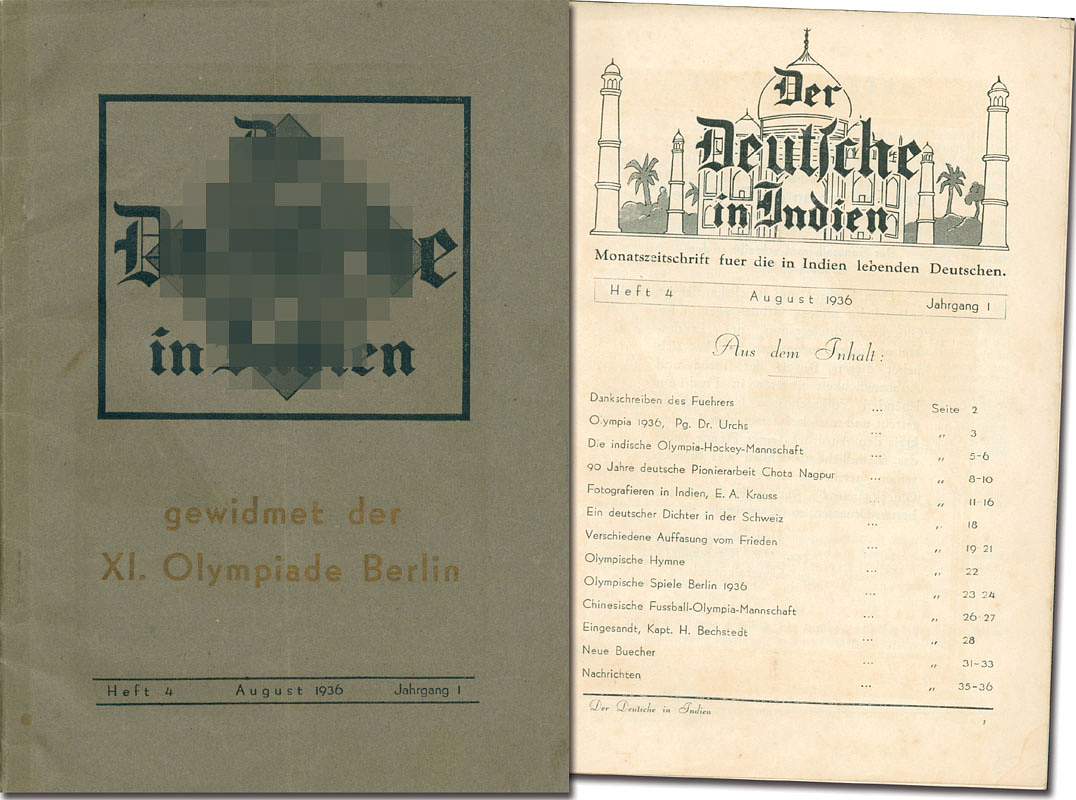 in
gewidmet der
XI. Olympiade Berlin
Heft 4 August 1936 Jahrgang 1
Der
Deutsche
in Indien
Monatszeitschrift fuer die in Indien lebenden Deutschen.
Heft 4 August 1936 Jahrgang 1
Aus dem Inhalt:
Dankschreiben des Fuehrers ... Seite 2
Olympia 1936, Pg. Dr. Urchs ... „ 3
Die indische Olympia-Hockey-Mannschaft ... „ 5-6
90 Jahre deutsche Pionierarbeit Chota Nagpur ... „ 8-10
Fotografieren in Indien, E. A. Krauss ... „ 11-16
Ein deutscher Dichter in der Schweiz ... „ 18
Verschiedene Auffasung vom Frieden ... „ 19-21
Olympische Hymne ... „ 22
Olympische Spiele Berlin 1936 ... „ 23-24
Chinesische Fussball-Olympia-Mannschaft ... „ 26-27
Eingesandt, Kapt. H. Bechstedt ... „ 28
Neue Buecher ... „ 31-33
Nachrichten ... „ 35-36
Der Deutsche in Indien
1